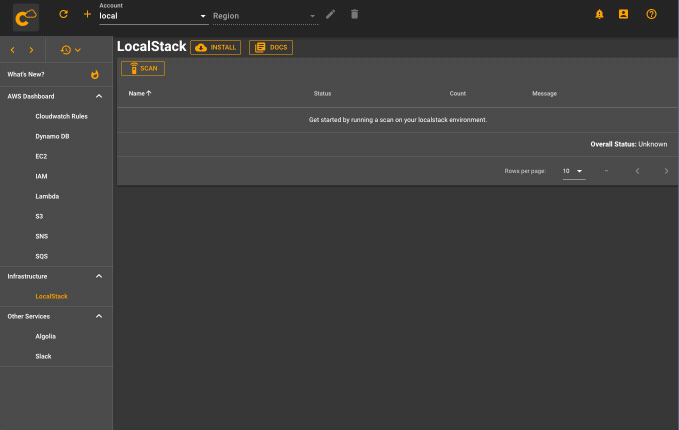 Account
local
Region
LocalStack
INSTALL
DOCS
SCAN
What's New?
AWS Dashboard
Cloudwatch Rules
Dynamo DB
EC2
IAM
Lambda
S3
SNS
SQS
Infrastructure
LocalStack
Other Services
Algolia
Slack
Name Status Count Message
Get started by running a scan on your localstack environment.
Overall Status: Unknown
Rows per page: 10 -